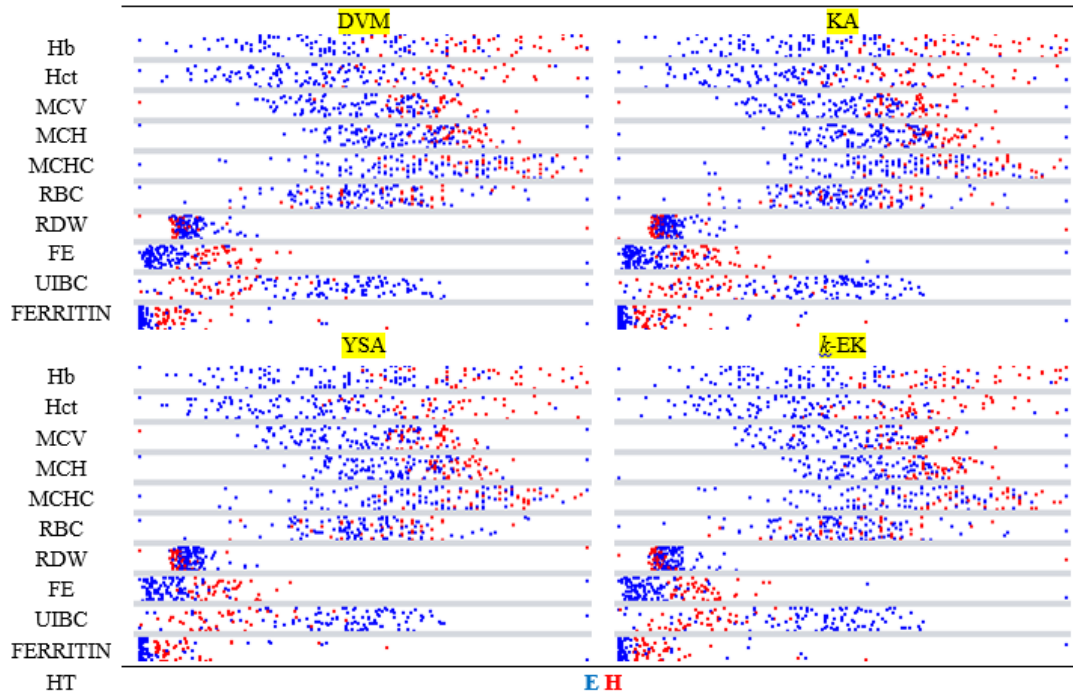 DVM KA
Hb
Hct
MCV
MCH
MCHC
RBC
RDW
FE
UIBC
FERRITIN
YSA k-EK
Hb
Hct
MCV
MCH
MCHC
RBC
RDW
FE
UIBC
FERRITIN
HT E H